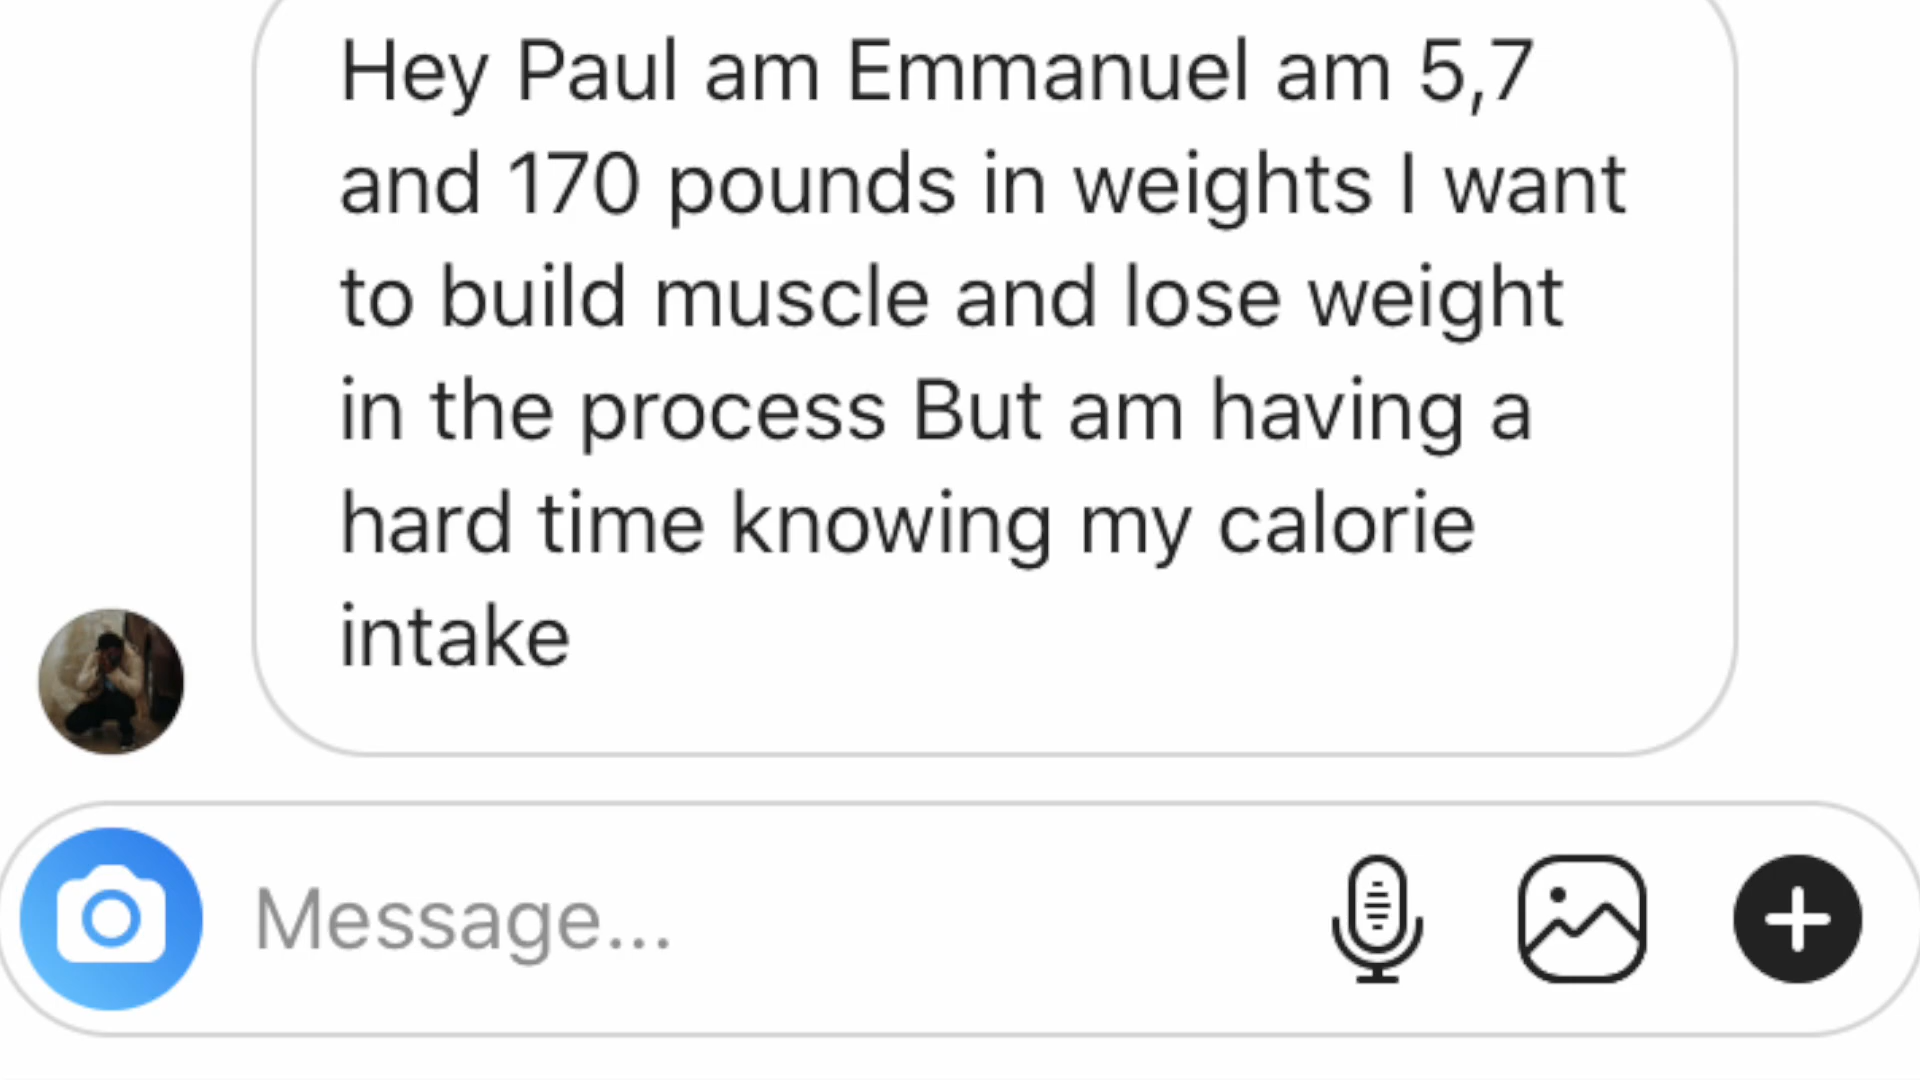 Hey Paul am Emmanuel am 5,7
and 170 pounds in weights I want
to build muscle and lose weight
in the process But am having a
hard time knowing my calorie
intake
Message...